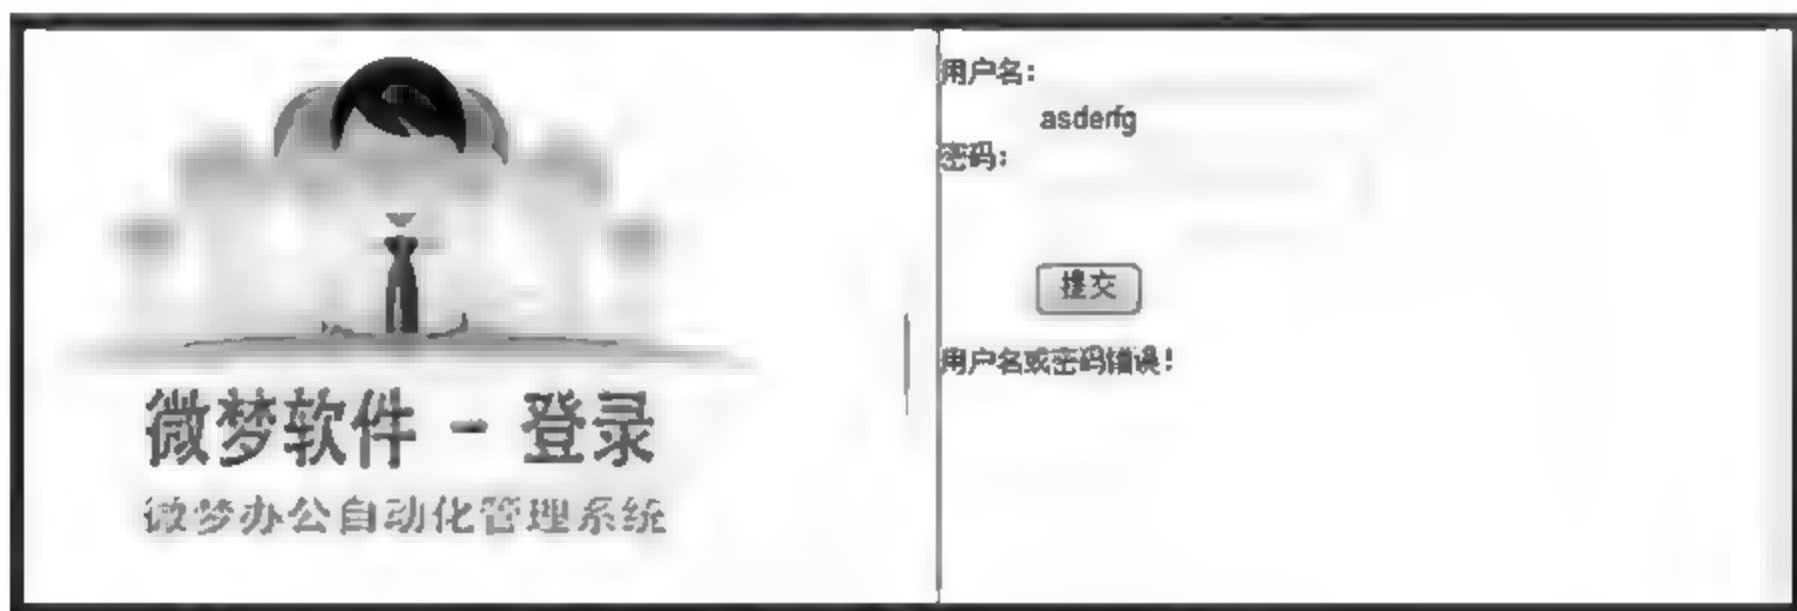 微梦软件 - 登录
微梦办公自动化管理系统
用户名:
asderfg
密码:
提交
用户名或密码错误!